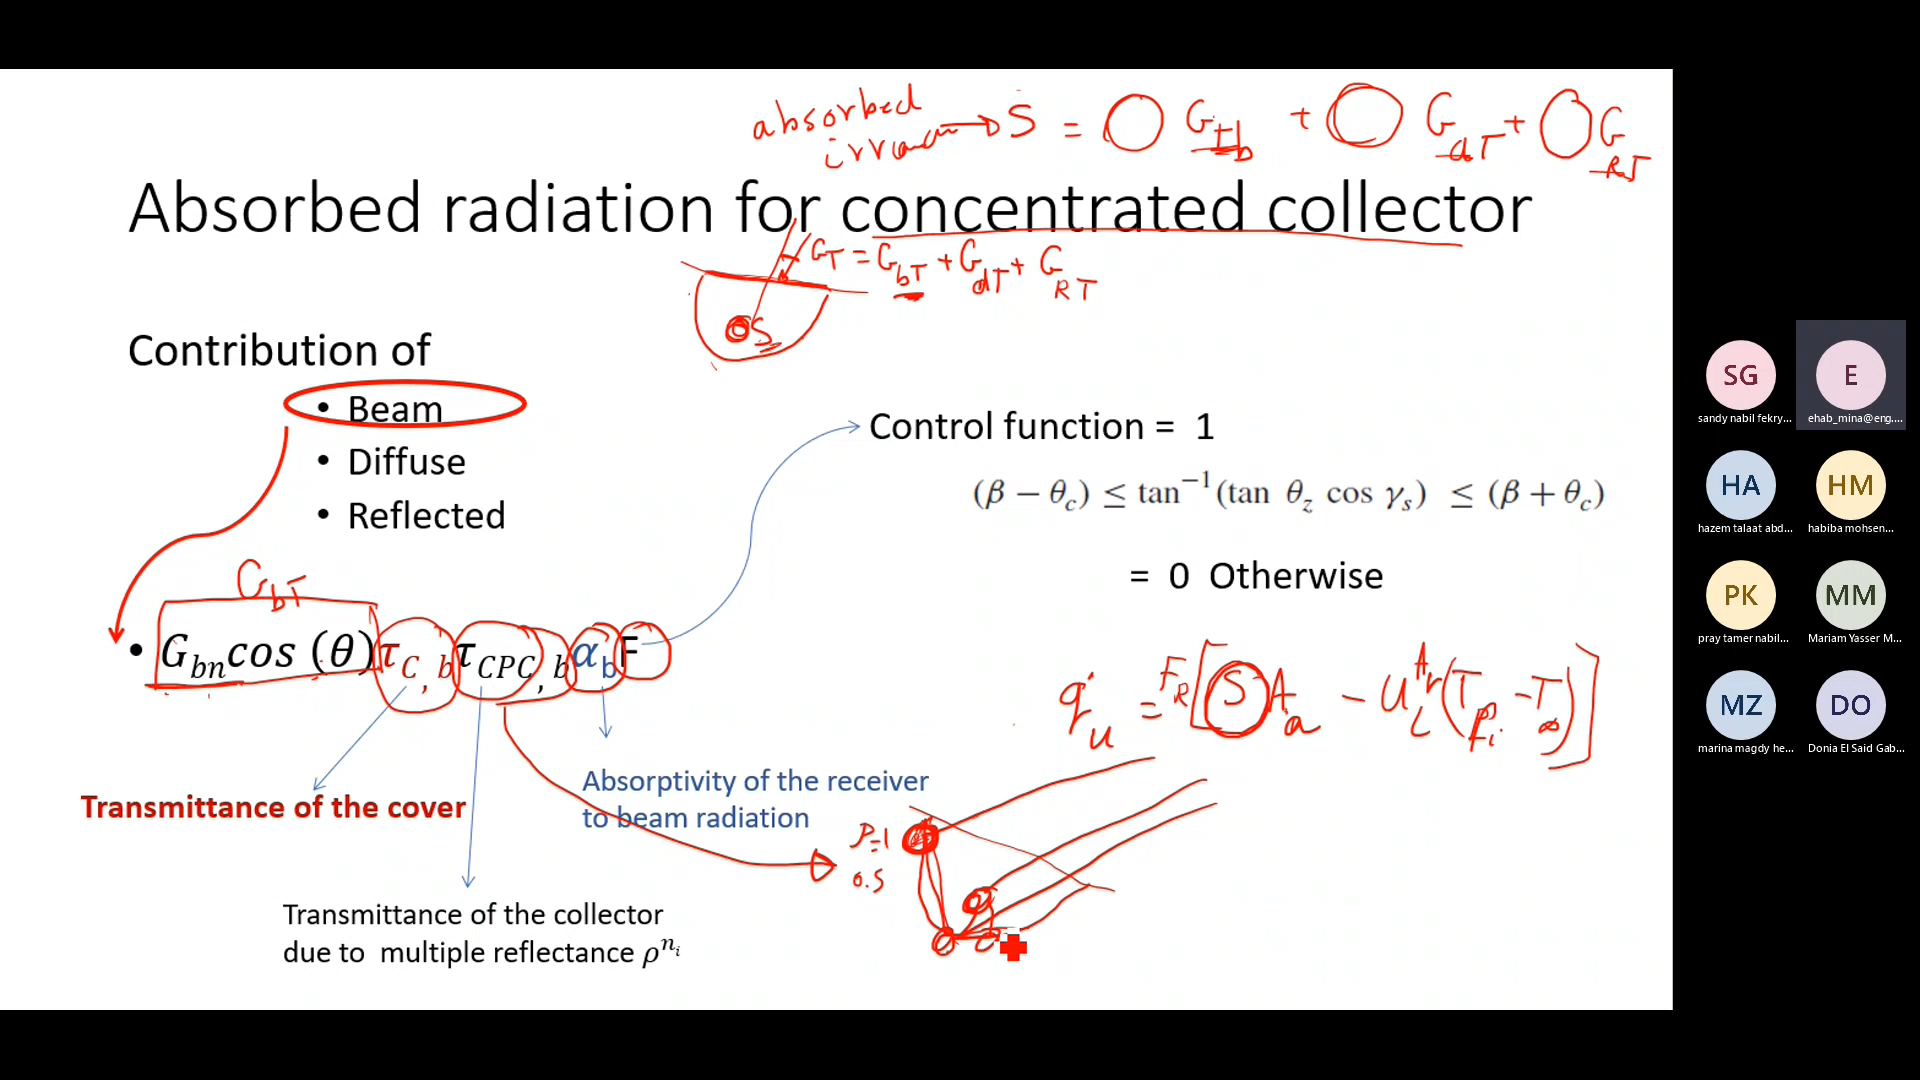 absorbed
S = G_Tb + G_dT + G_RT
Absorbed radiation for concentrated collector
G_T = G_bT + G_dT + G_RT
S
Contribution of
• Beam
• Diffuse
• Reflected
Control function = 1
(β − θ_c) ≤ tan⁻¹(tan θ_z cos γ_s) ≤ (β + θ_c)
= 0 Otherwise
G_bT
• G_bn cos (θ) τ_C, b τ_CPC, b α_b F
q̇_u = F_R [S A_a − U_L A_r (T_fi − T_∞)]
Transmittance of the cover
Absorptivity of the receiver
to beam radiation
ρ=1
0.5
Transmittance of the collector
due to multiple reflectance ρ^{n_i}
SG
sandy nabil fekry...
E
ehab_mina@eng....
HA
hazem talaat abd...
HM
habiba mohsen...
PK
pray tamer nabil...
MM
Mariam Yasser M...
MZ
marina magdy he...
DO
Donia El Said Gab...